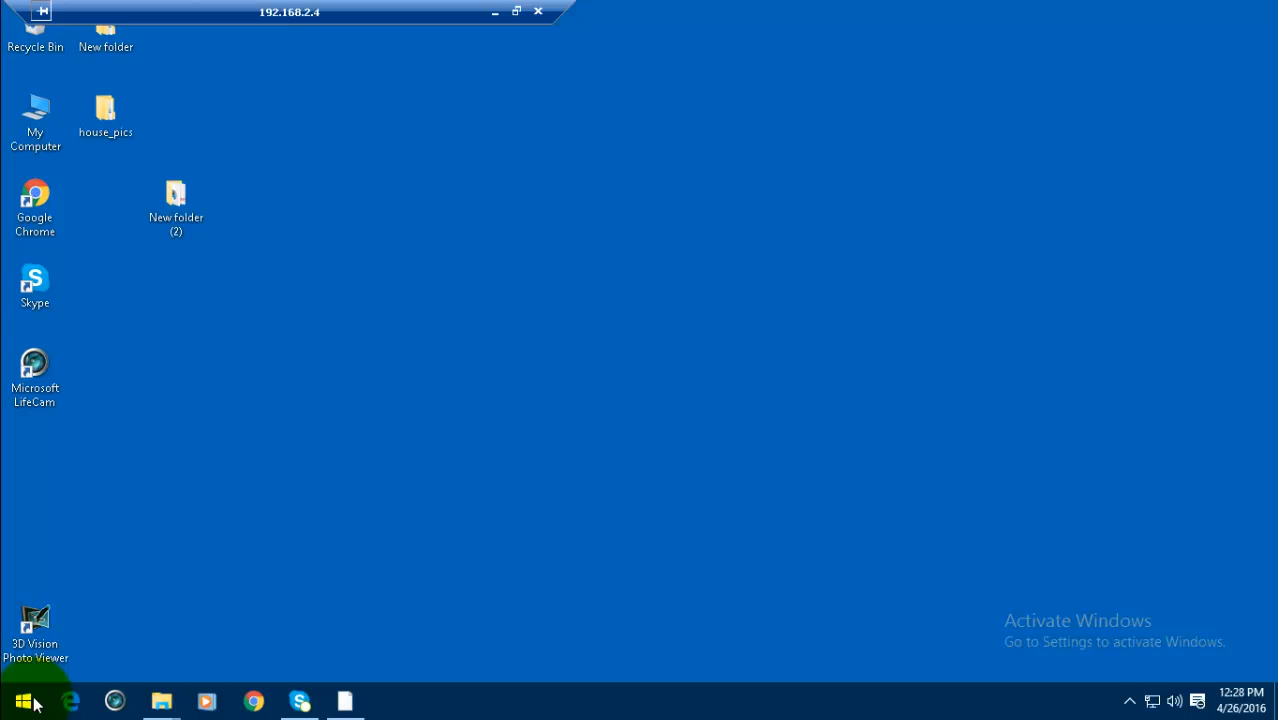 192.168.2.4
Recycle Bin
New folder
My
Computer
house_pics
Google
Chrome
New folder
(2)
Skype
Microsoft
LifeCam
3D Vision
Photo Viewer
Activate Windows
Go to Settings to activate Windows.
12:28 PM
4/26/2016